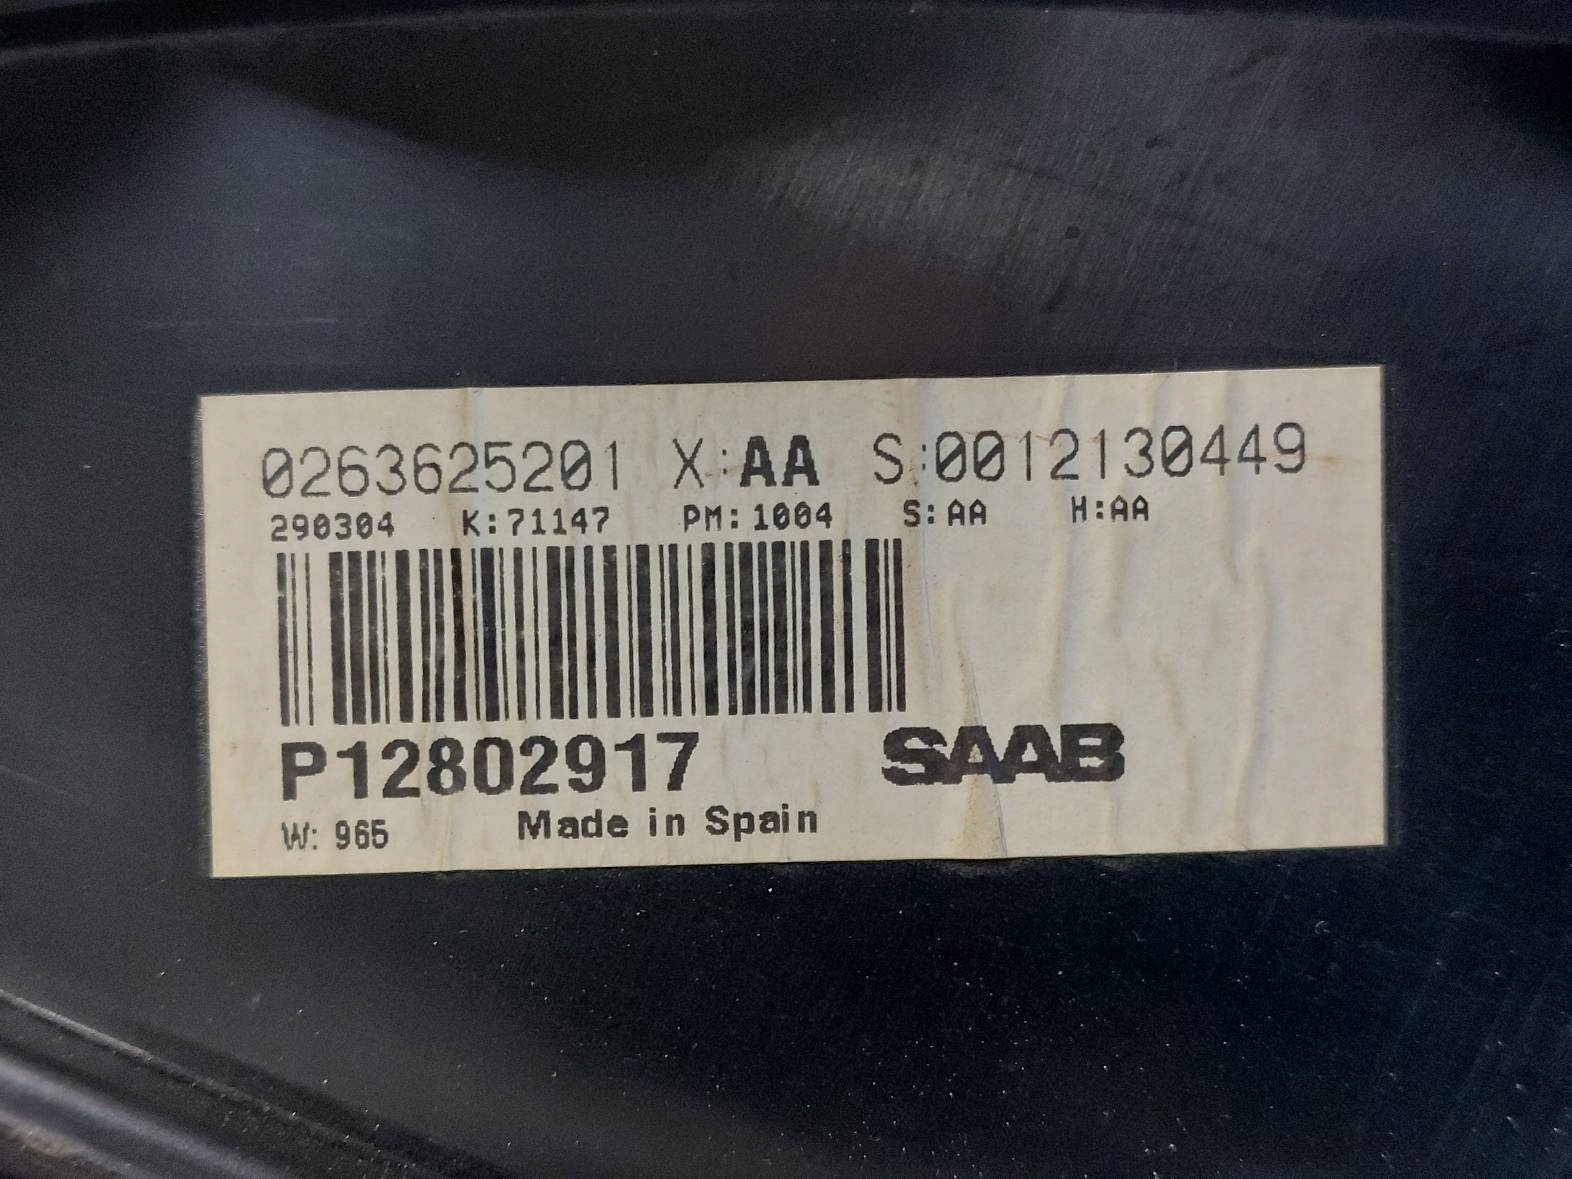 0263625201 X:AA S:0012130449
290304 K:71147 PM:1004 S:AA H:AA
P12802917 SAAB
W: 965 Made in Spain